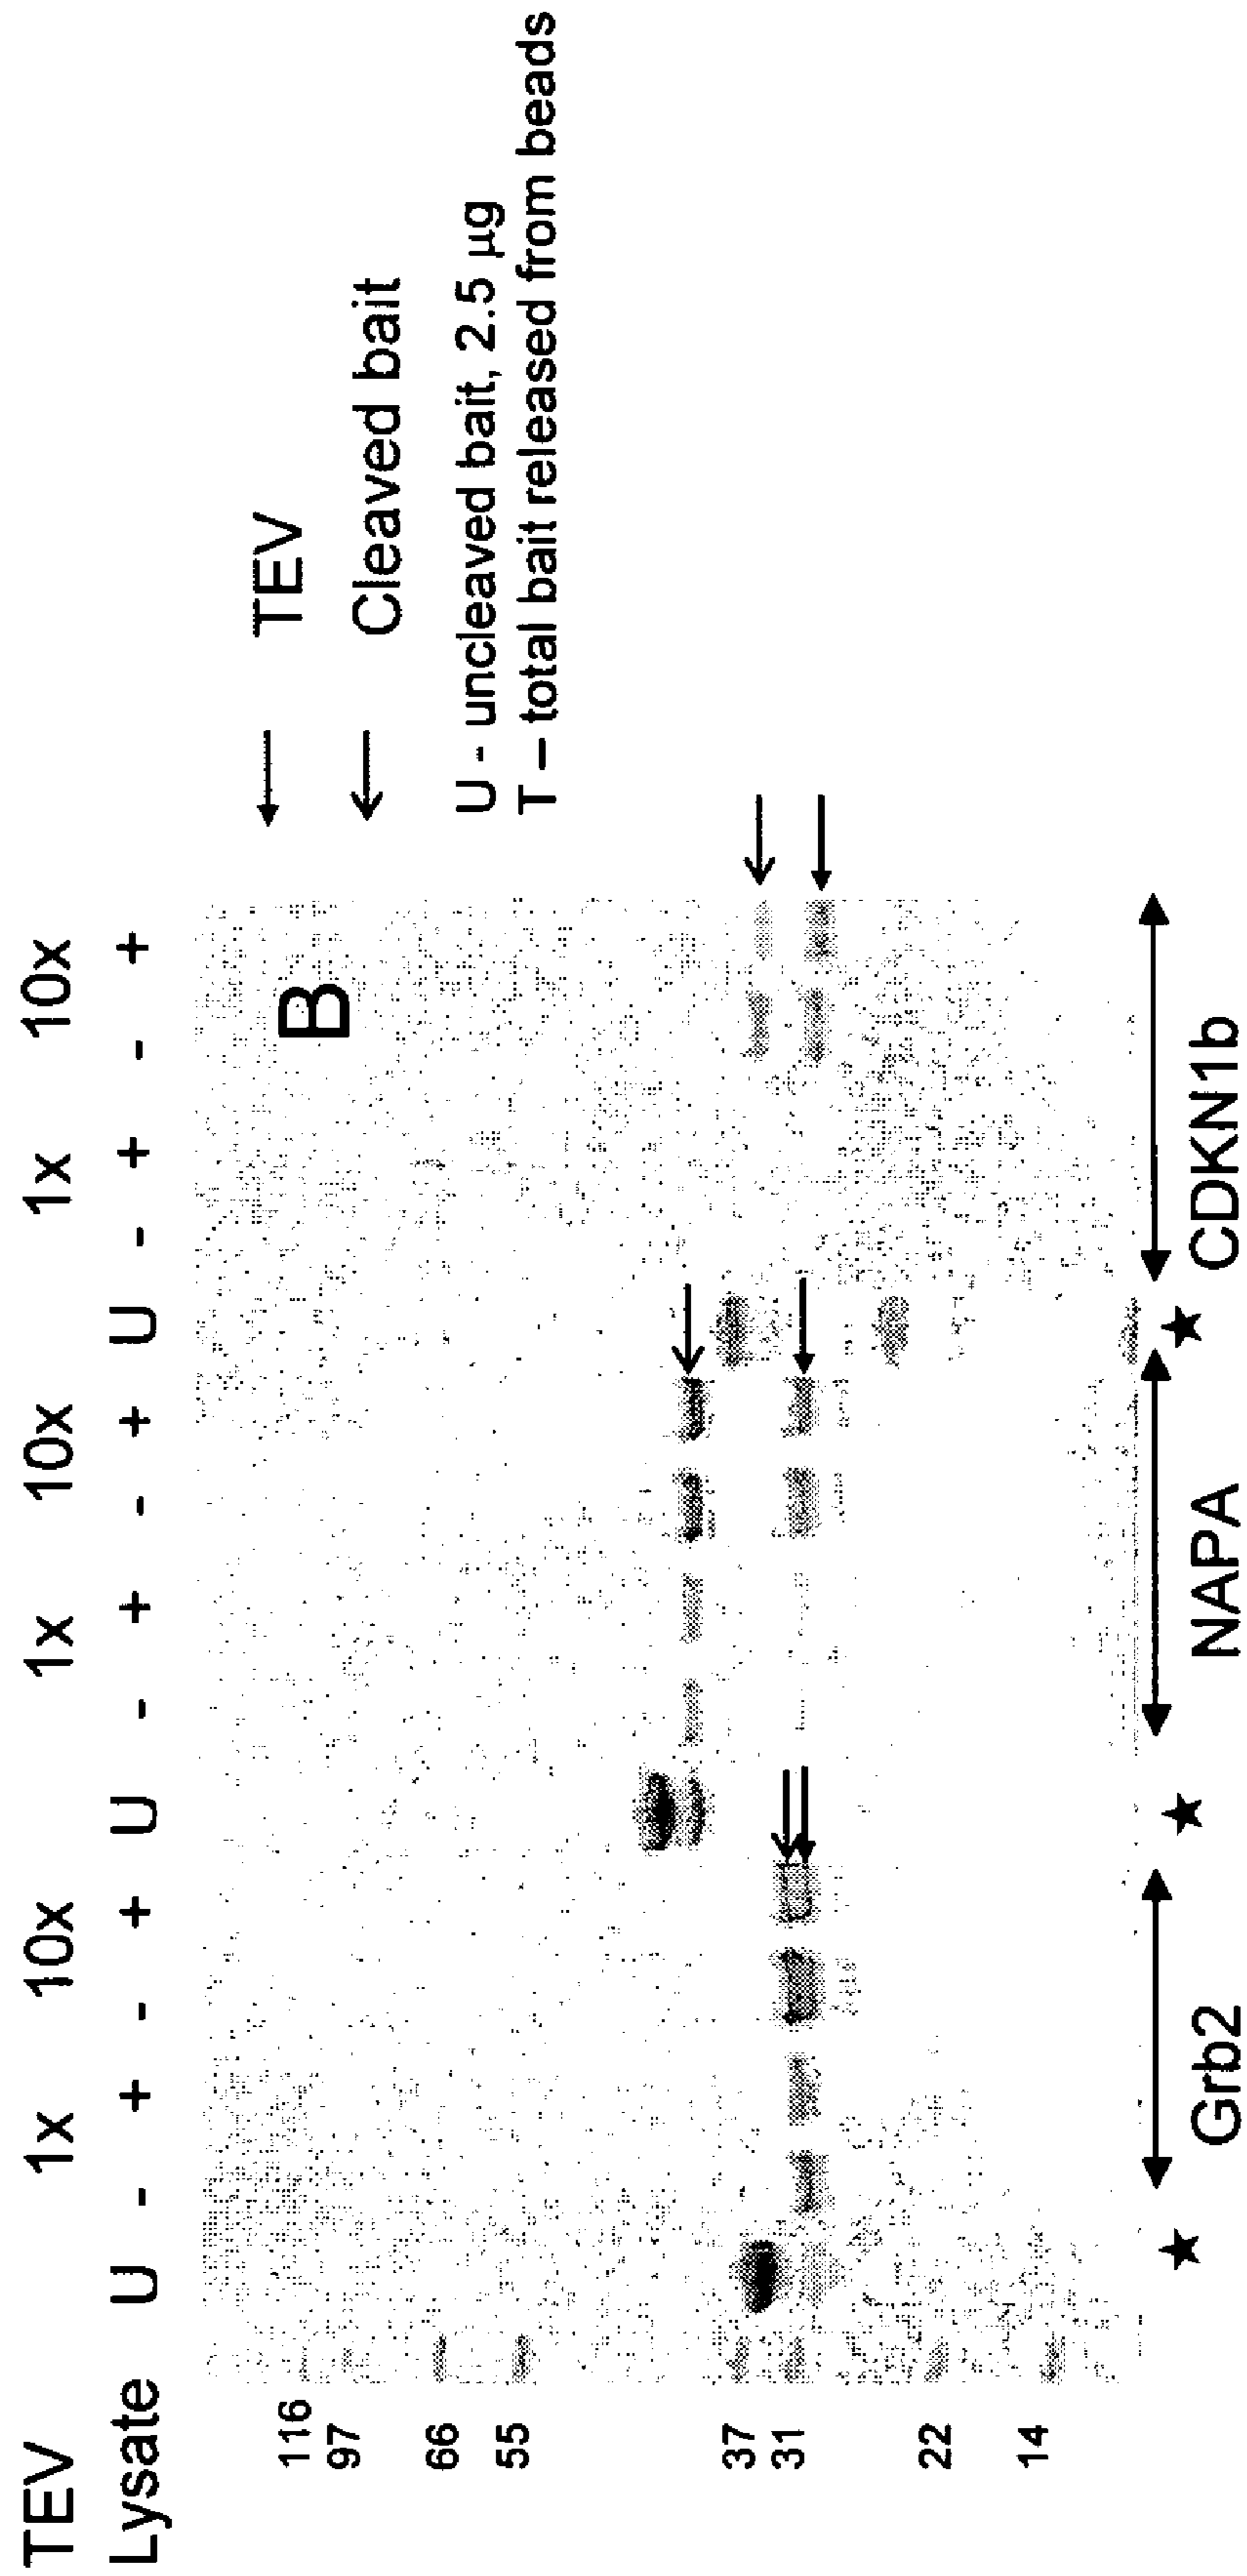 TEV 1x 10x 1x 10x 1x 10x
Lysate U - + - + U - + - + U - + - +
116
97
66
55
37
31
22
14
B
TEV
Cleaved bait
U - uncleaved bait, 2.5 µg
T – total bait released from beads
Grb2 NAPA CDKN1b